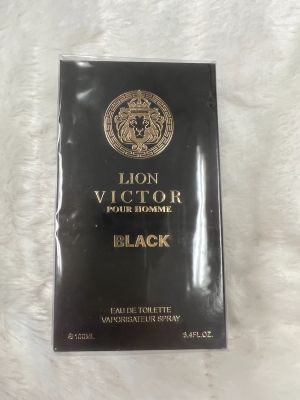 LION
VICTOR
POUR HOMME
BLACK
EAU DE TOILETTE
VAPORISATEUR SPRAY
100ML 3.4FL.OZ.